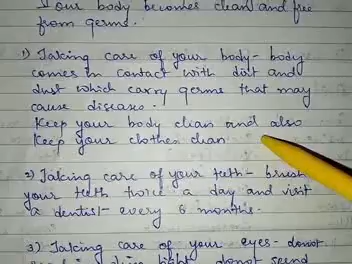 our body becomes clean and free
from germs.
1) Taking care of your body - body
comes in contact with dirt and
dust which carry germs that may
cause disease.
Keep your body clean and also
Keep your clothes clean
2) Taking care of your teeth - brush
your teeth twice a day and visit
a dentist every 6 months.
3) Taking care of your eyes - donot
light, donot